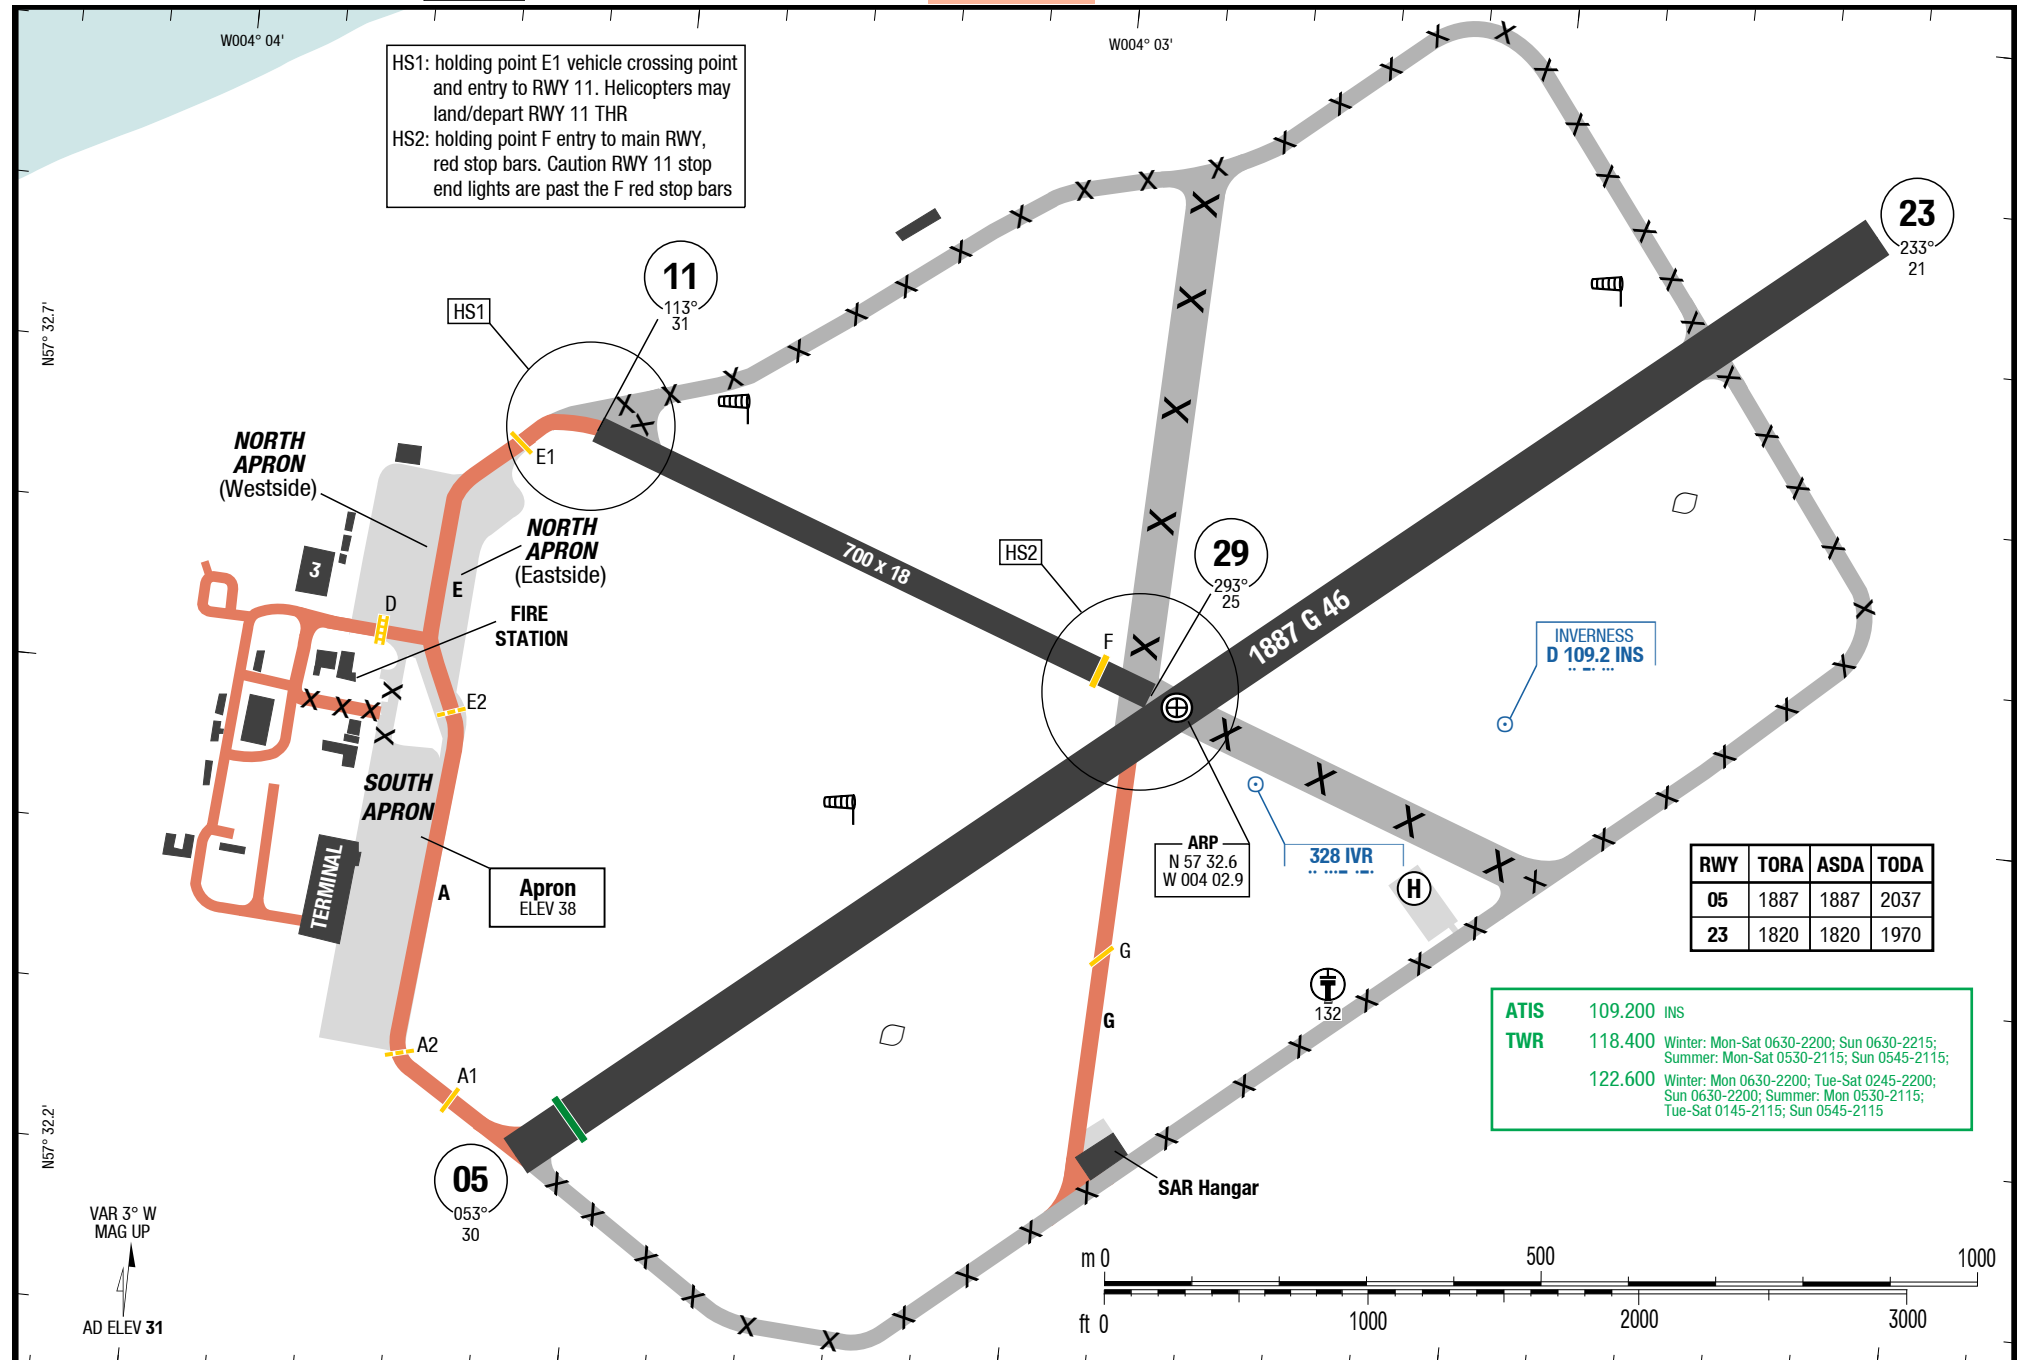 W004° 04'
W004° 03'
HS1: holding point E1 vehicle crossing point
and entry to RWY 11. Helicopters may
land/depart RWY 11 THR
HS2: holding point F entry to main RWY,
red stop bars. Caution RWY 11 stop
end lights are past the F red stop bars
23
233°
21
11
113°
31
HS1
N57° 32.7'
E1
NORTH
APRON
(Westside)
NORTH
APRON
(Eastside)
3
E
D
FIRE
STATION
700 x 18
HS2
29
293°
25
F
1887 G 46
INVERNESS
D 109.2 INS
E2
SOUTH
APRON
TERMINAL
A
Apron
ELEV 38
ARP
N 57 32.6
W 004 02.9
328 IVR
H
RWY TORA ASDA TODA
05 1887 1887 2037
23 1820 1820 1970
G
G
132
A2
A1
ATIS 109.200 INS
TWR 118.400 Winter: Mon-Sat 0630-2200; Sun 0630-2215;
Summer: Mon-Sat 0530-2115; Sun 0545-2115;
122.600 Winter: Mon 0630-2200; Tue-Sat 0245-2200;
Sun 0630-2200; Summer: Mon 0530-2115;
Tue-Sat 0145-2115; Sun 0545-2115
N57° 32.2'
05
053°
30
SAR Hangar
VAR 3° W
MAG UP
AD ELEV 31
m 0 500 1000
ft 0 1000 2000 3000